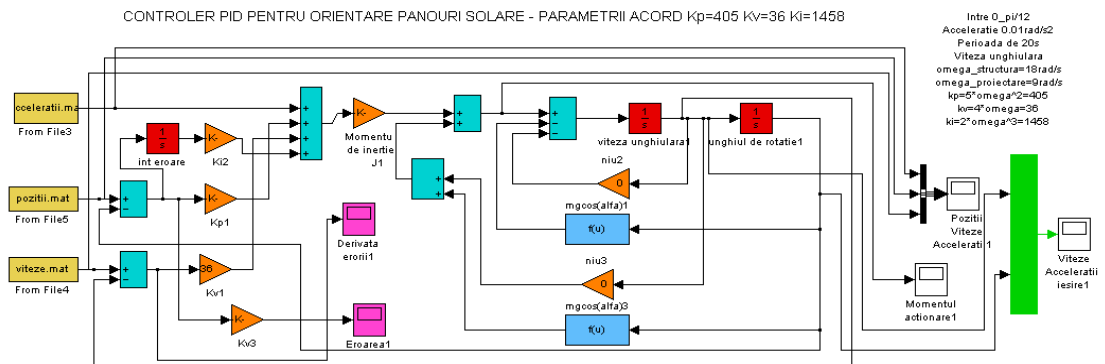 CONTROLER PID PENTRU ORIENTARE PANOURI SOLARE - PARAMETRII ACORD Kp=405 Kv=36 Ki=1458
Intre 0_pi/12
Acceleratie 0.01rad/s2
Perioada de 20s
Viteza unghiulara
omega_structura=18rad/s
omega_proiectare=9rad/s
kp=5*omega^2=405
kv=4*omega=36
ki=2*omega^3=1458
cceleratii.ma
From File3
1
s
int eroare
K-
Ki2
K-
Momentu
de inertie
J1
1
s
viteza unghiulara1
1
s
unghiul de rotatie1
niu2
0
pozitii.mat
From File5
K-
Kp1
mgcos(alfa)1
f(u)
Derivata
erorii1
Pozitii
Viteze
Acceleratii1
Viteze
Acceleratii
iesire1
viteze.mat
From File4
36
Kv1
niu3
0
Momentul
actionare1
K-
Kv3
Eroarea1
mgcos(alfa)3
f(u)